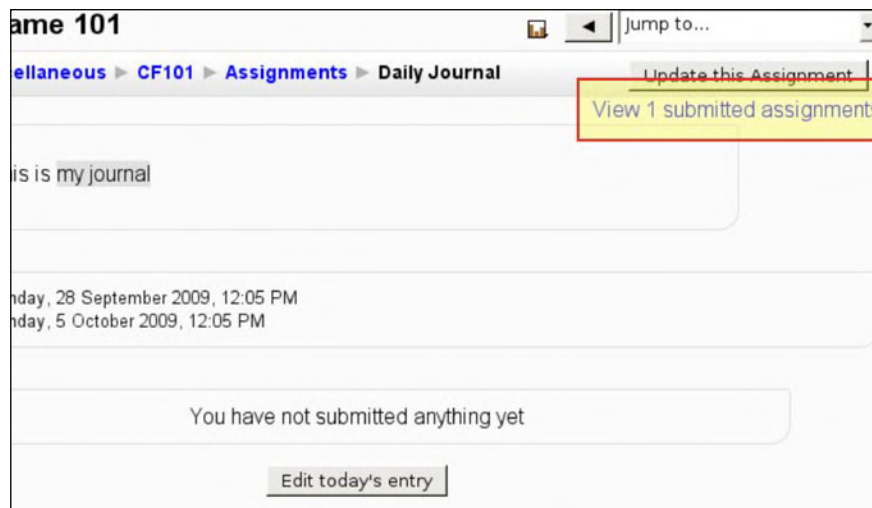 ame 101
Jump to...
ellaneous ► CF101 ► Assignments ► Daily Journal
Update this Assignment
View 1 submitted assignments
is is my journal
nday, 28 September 2009, 12:05 PM
nday, 5 October 2009, 12:05 PM
You have not submitted anything yet
Edit today's entry